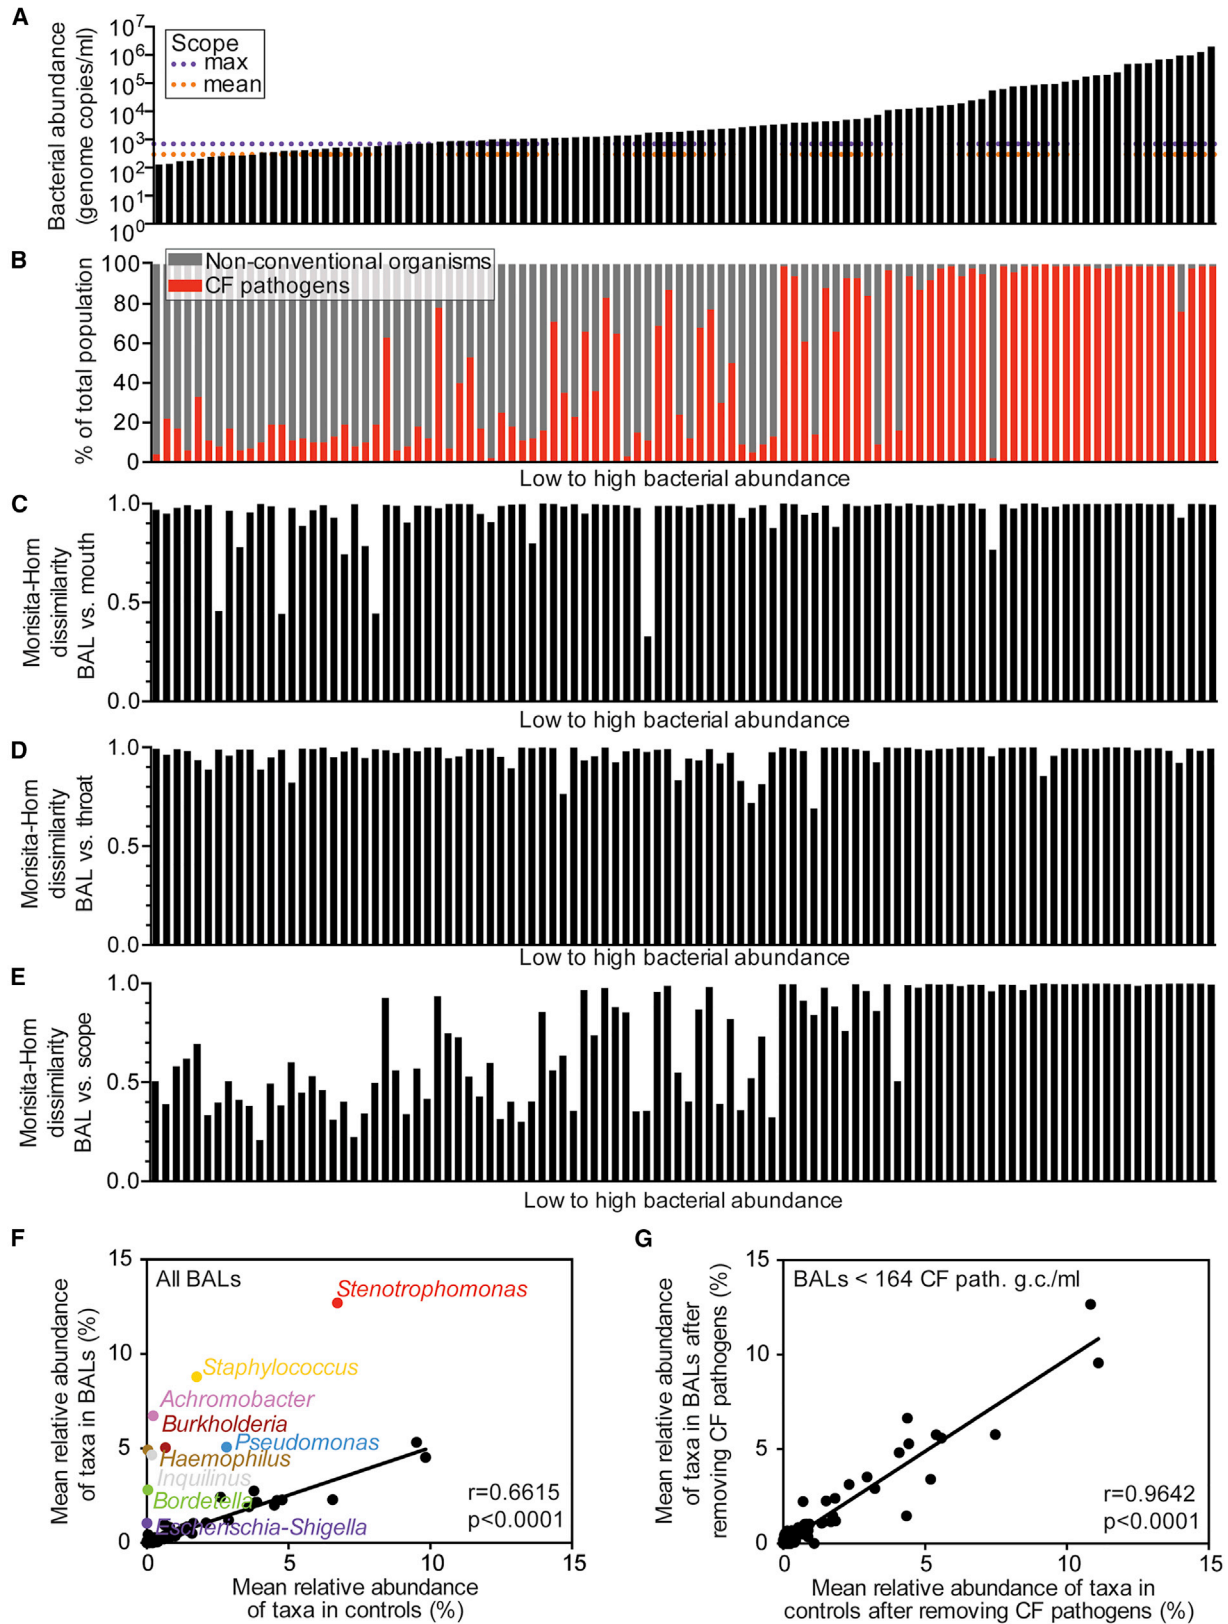 A
Bacterial abundance
(genome copies/ml)
10^7
10^6
10^5
10^4
10^3
10^2
10^1
10^0
Scope
max
mean
B
% of total population
100
80
60
40
20
0
Non-conventional organisms
CF pathogens
Low to high bacterial abundance
C
Morisita-Horn
dissimilarity
BAL vs. mouth
1.0
0.5
0.0
Low to high bacterial abundance
D
Morisita-Horn
dissimilarity
BAL vs. throat
1.0
0.5
0.0
Low to high bacterial abundance
E
Morisita-Horn
dissimilarity
BAL vs. scope
1.0
0.5
0.0
Low to high bacterial abundance
F
Mean relative abundance
of taxa in BALs (%)
15
10
5
0
All BALs
Stenotrophomonas
Staphylococcus
Achromobacter
Burkholderia
Pseudomonas
Haemophilus
Inquilinus
Bordetella
Escherischia-Shigella
r=0.6615
p<0.0001
0 5 10 15
Mean relative abundance
of taxa in controls (%)
G
Mean relative abundance
of taxa in BALs after
removing CF pathogens (%)
15
10
5
0
BALs < 164 CF path. g.c./ml
r=0.9642
p<0.0001
0 5 10 15
Mean relative abundance of taxa in
controls after removing CF pathogens (%)